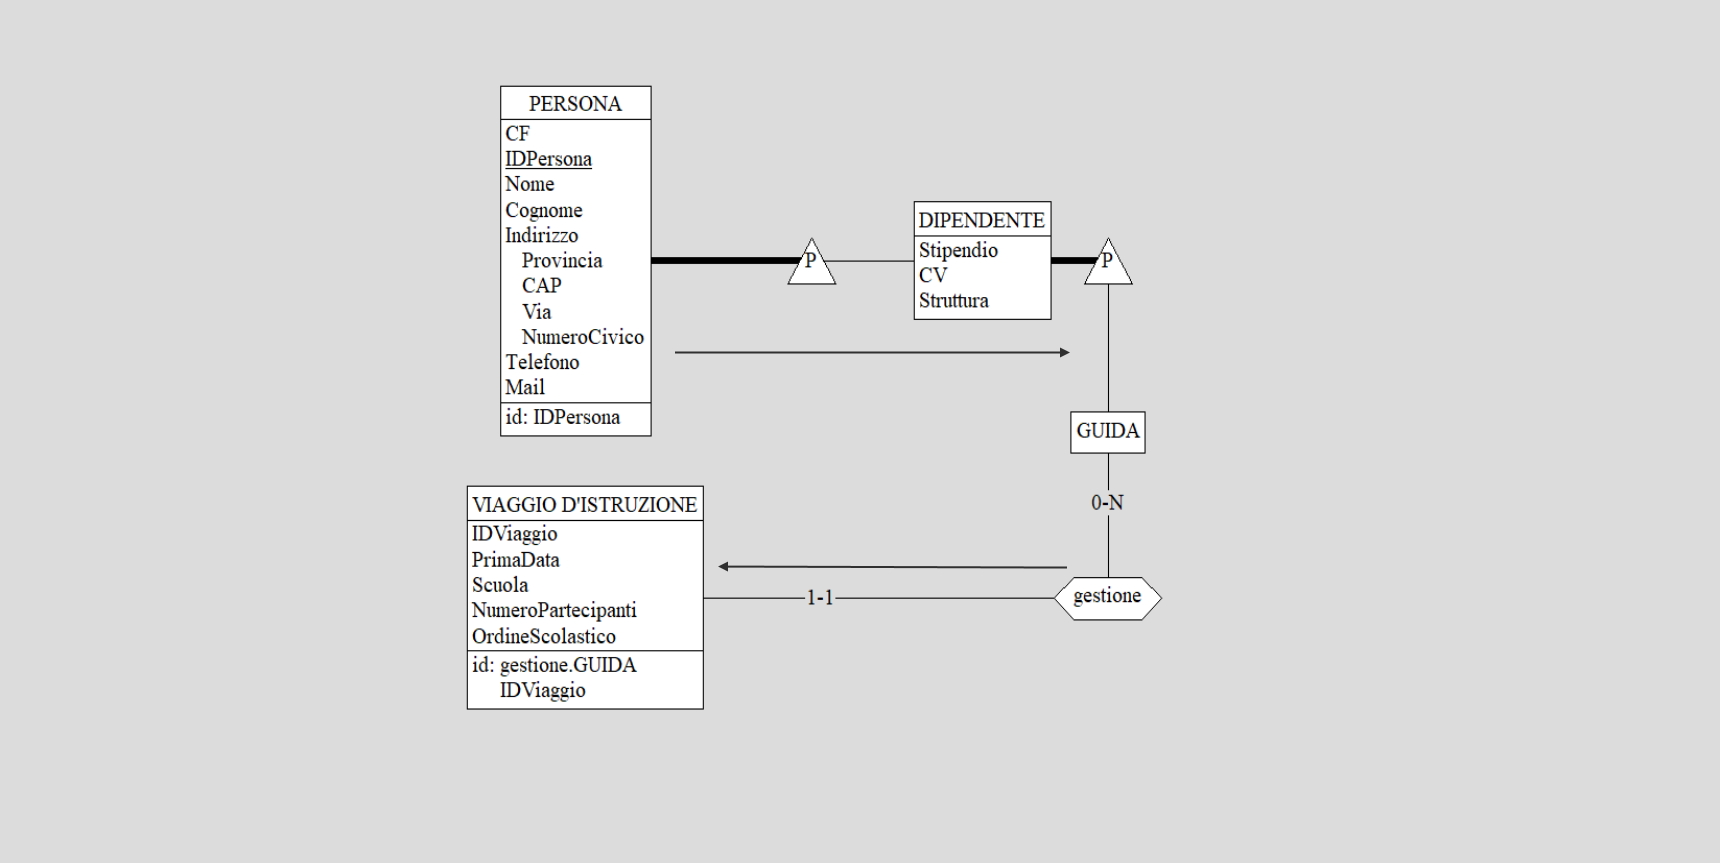 PERSONA
CF
IDPersona
Nome
Cognome
Indirizzo
Provincia
CAP
Via
NumeroCivico
Telefono
Mail
id: IDPersona
P
DIPENDENTE
Stipendio
CV
Struttura
P
GUIDA
0-N
gestione
1-1
VIAGGIO D'ISTRUZIONE
IDViaggio
PrimaData
Scuola
NumeroPartecipanti
OrdineScolastico
id: gestione.GUIDA
IDViaggio